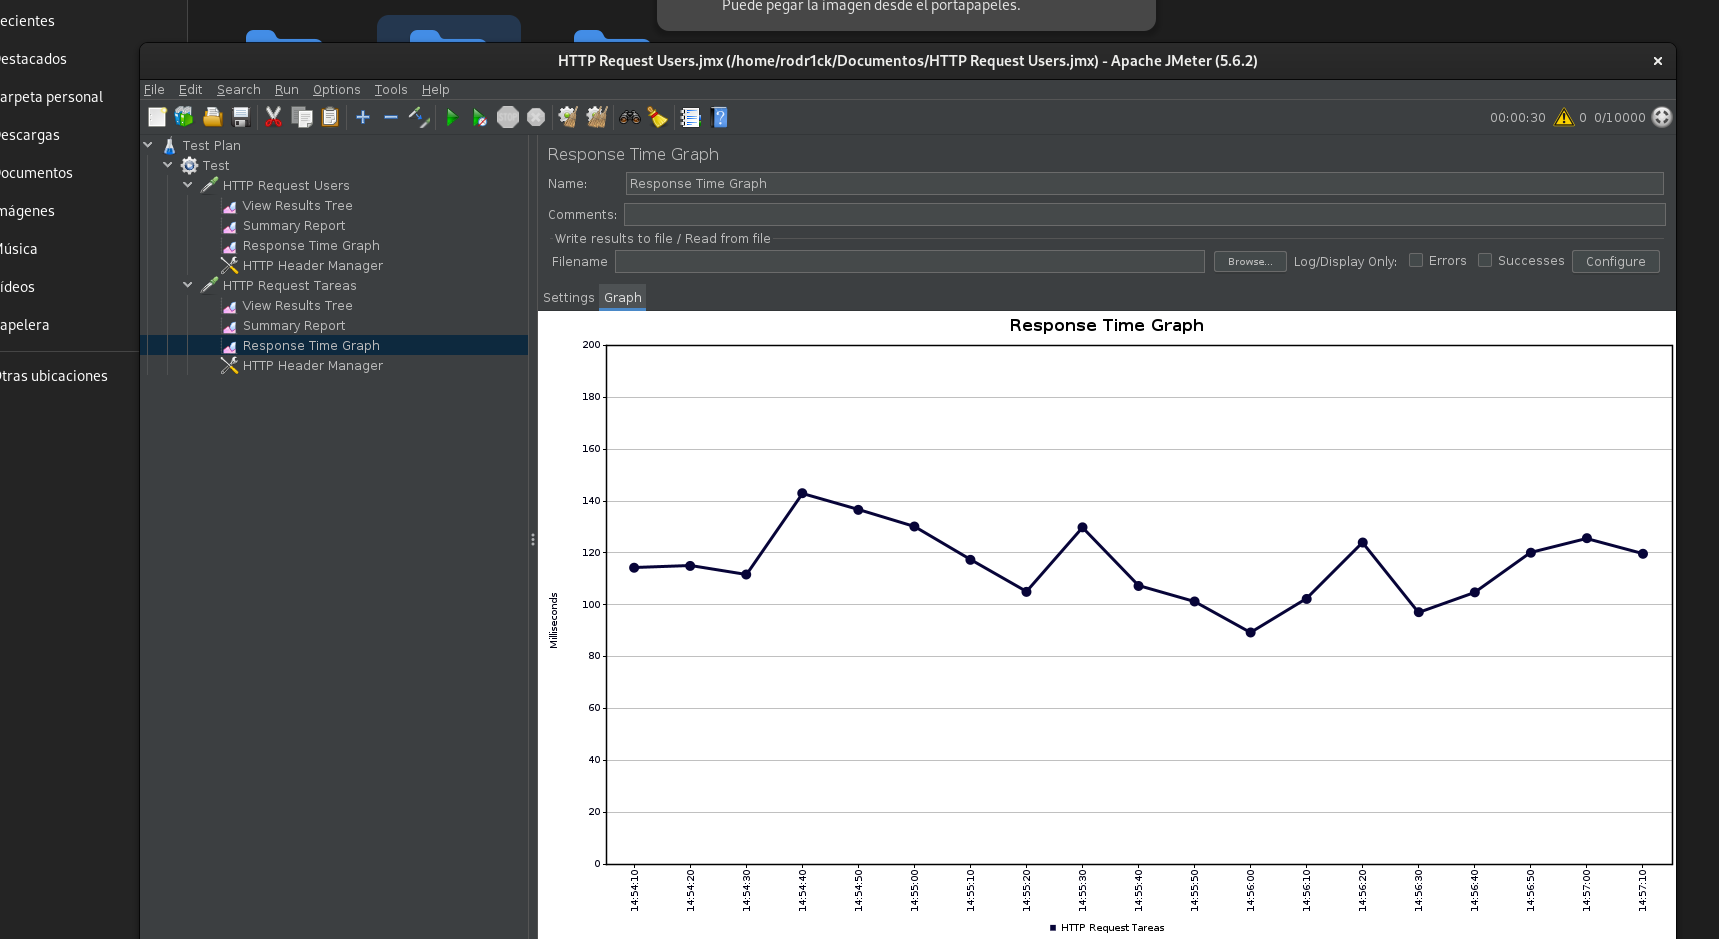 Puede pegar la imagen desde el portapapeles.
ecientes
estacados
arpeta personal
escargas
ocumentos
mágenes
úsica
ídeos
apelera
tras ubicaciones
HTTP Request Users.jmx (/home/rodr1ck/Documentos/HTTP Request Users.jmx) - Apache JMeter (5.6.2)
File Edit Search Run Options Tools Help
00:00:30 0 0/10000
Test Plan
Test
HTTP Request Users
View Results Tree
Summary Report
Response Time Graph
HTTP Header Manager
HTTP Request Tareas
View Results Tree
Summary Report
Response Time Graph
HTTP Header Manager
Response Time Graph
Name: Response Time Graph
Comments:
Write results to file / Read from file
Filename Browse... Log/Display Only: Errors Successes Configure
Settings Graph
Response Time Graph
200
180
160
140
120
100
80
60
40
20
0
Milliseconds
14:54:10
14:54:20
14:54:30
14:54:40
14:54:50
14:55:00
14:55:10
14:55:20
14:55:30
14:55:40
14:55:50
14:56:00
14:56:10
14:56:20
14:56:30
14:56:40
14:56:50
14:57:00
14:57:10
HTTP Request Tareas